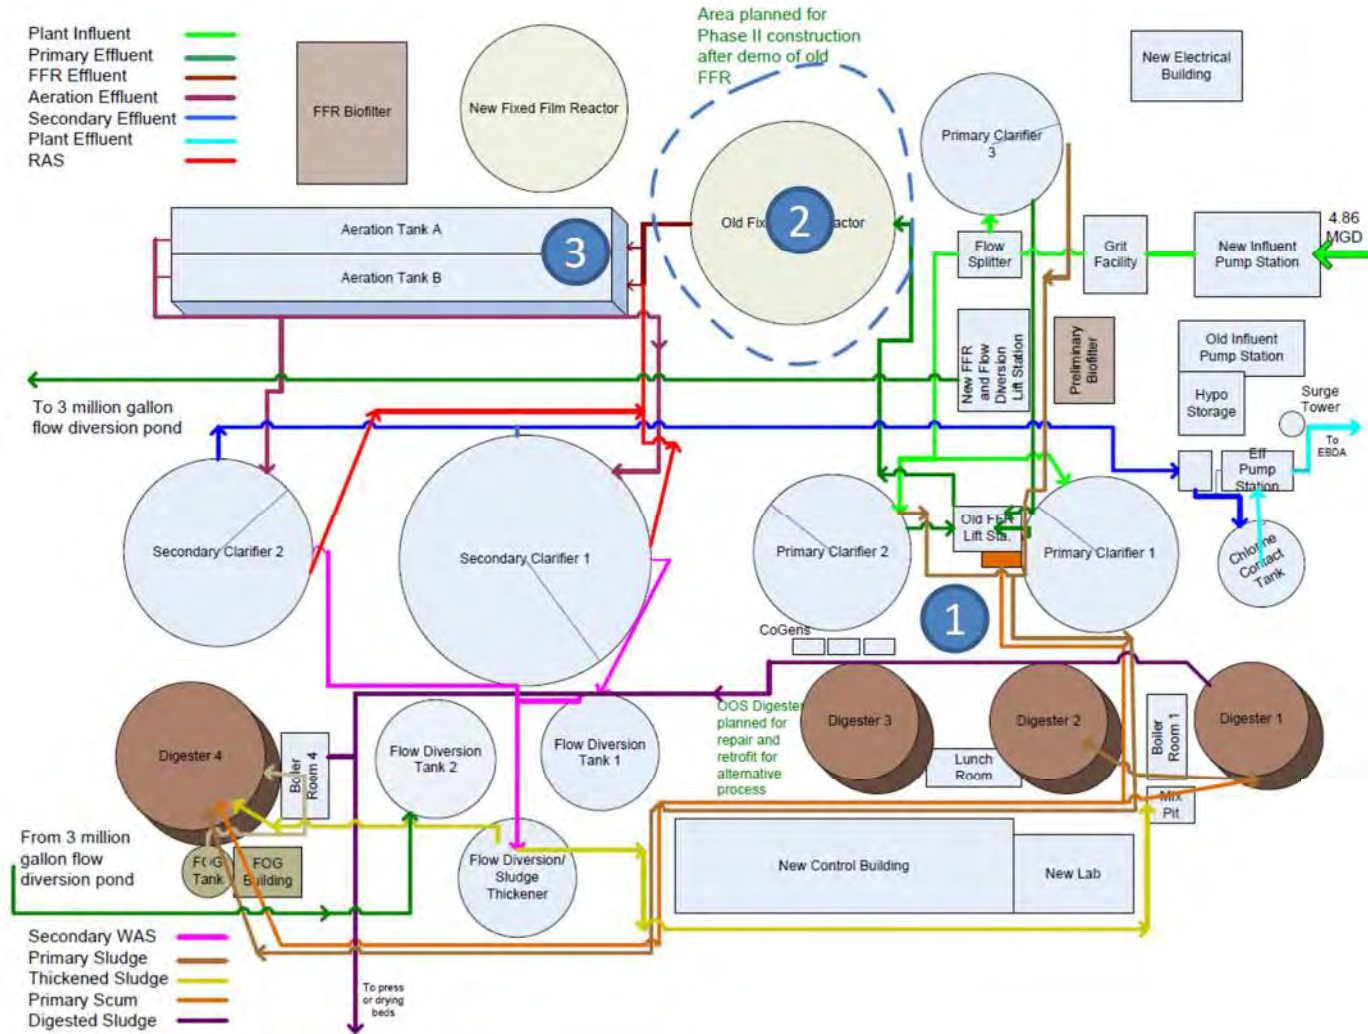 Plant Influent
Primary Effluent
FFR Effluent
Aeration Effluent
Secondary Effluent
Plant Effluent
RAS
FFR Biofilter
New Fixed Film Reactor
Area planned for
Phase II construction
after demo of old
FFR
New Electrical
Building
Primary Clarifier
3
Aeration Tank A
Aeration Tank B
3
Old Fix
actor
2
Flow
Splitter
Grit
Facility
New Influent
Pump Station
4.86
MGD
To 3 million gallon
flow diversion pond
New FFR
and Flow
Diversion
Lift Station
Preliminary
Biofilter
Old Influent
Pump Station
Hypo
Storage
Surge
Tower
To
EBDA
Eff
Pump
Station
Chlorine
Contact
Tank
Secondary Clarifier 2
Secondary Clarifier 1
Primary Clarifier 2
Old FFR
Lift Sta.
Primary Clarifier 1
1
CoGens
Digester 4
Boiler
Room 4
Flow Diversion
Tank 2
Flow Diversion
Tank 1
OOS Digester
planned for
repair and
retrofit for
alternative
process
Digester 3
Lunch
Room
Digester 2
Boiler
Room 1
Digester 1
Mix
Pit
From 3 million
gallon flow
diversion pond
FOG
Tank
FOG
Building
Flow Diversion/
Sludge
Thickener
New Control Building
New Lab
Secondary WAS
Primary Sludge
Thickened Sludge
Primary Scum
Digested Sludge
To press
or drying
beds